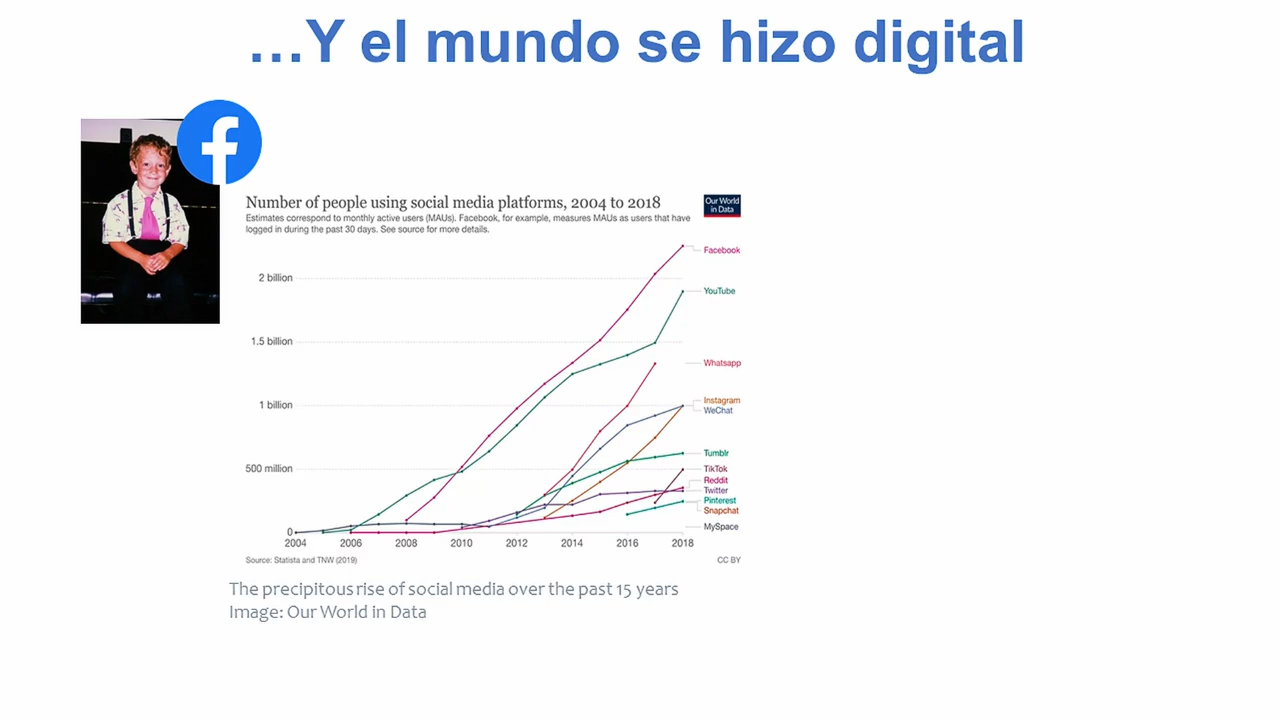 ...Y el mundo se hizo digital
f
Number of people using social media platforms, 2004 to 2018
Our World
in Data
Estimates correspond to monthly active users (MAUs). Facebook, for example, measures MAUs as users that have
logged in during the past 30 days. See source for more details.
Facebook
2 billion
YouTube
1.5 billion
Whatsapp
1 billion
Instagram
WeChat
Tumblr
500 million
TikTok
Reddit
Twitter
Pinterest
Snapchat
MySpace
0
2004 2006 2008 2010 2012 2014 2016 2018
Source: Statista and TNW (2019)
CC BY
The precipitous rise of social media over the past 15 years
Image: Our World in Data